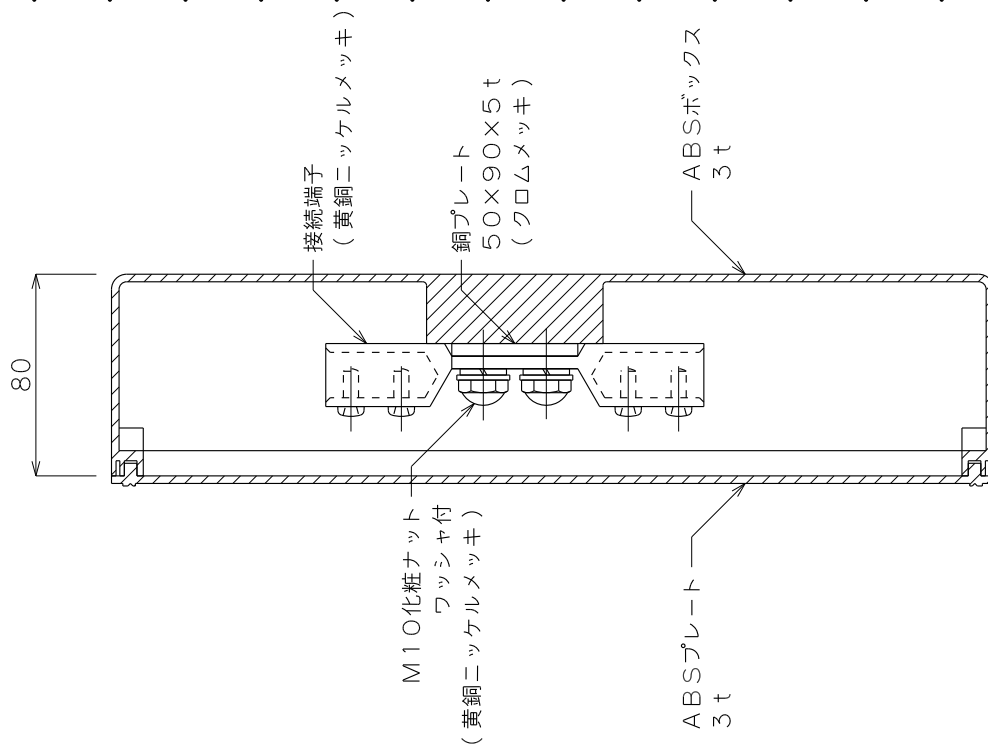 80
接続端子
(黄銅ニッケルメッキ)
銅プレート
50×90×5t
(クロムメッキ)
ABSボックス
3t
M10化粧ナット
ワッシャ付
(黄銅ニッケルメッキ)
ABSプレート
3t